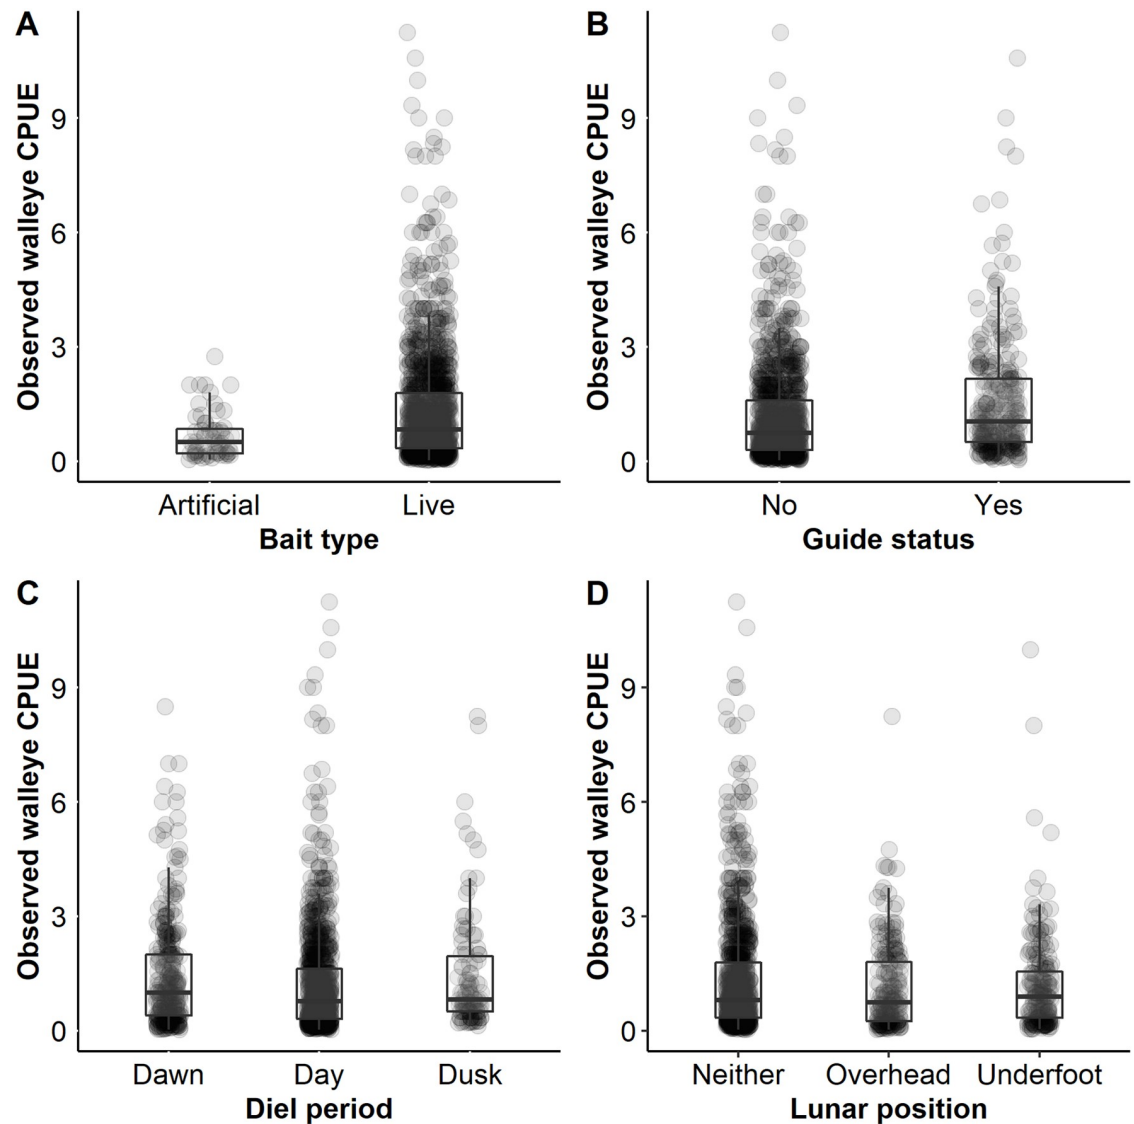 A
Observed walleye CPUE
9
6
3
0
Artificial Live
Bait type
B
Observed walleye CPUE
9
6
3
0
No Yes
Guide status
C
Observed walleye CPUE
9
6
3
0
Dawn Day Dusk
Diel period
D
Observed walleye CPUE
9
6
3
0
Neither Overhead Underfoot
Lunar position